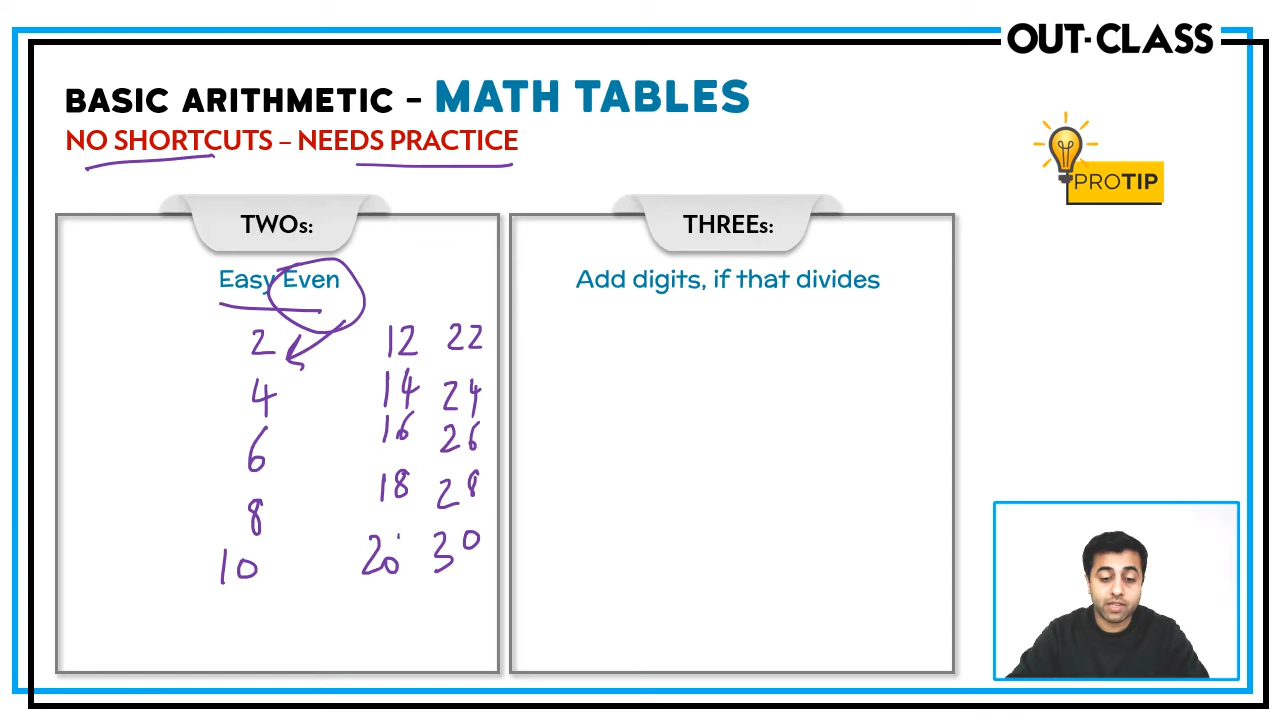 OUT-CLASS
BASIC ARITHMETIC - MATH TABLES
NO SHORTCUTS – NEEDS PRACTICE
PROTIP
TWOs:
Easy Even
2 12 22
4 14 24
6 16 26
8 18 28
10 20 30
THREEs:
Add digits, if that divides